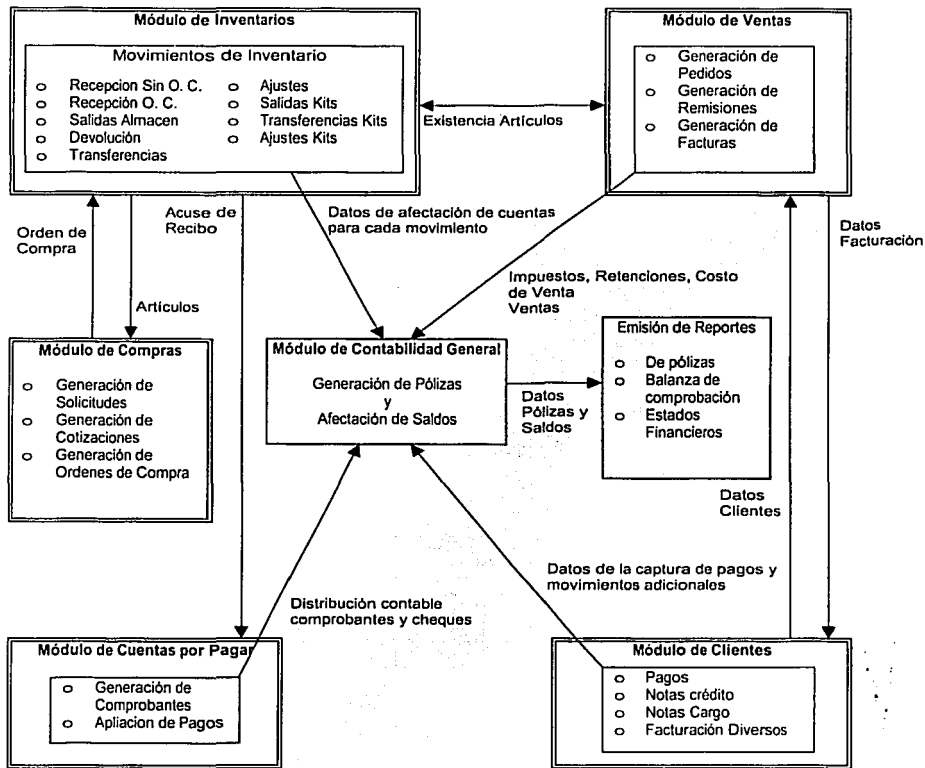 Módulo de Inventarios
Movimientos de Inventario
o Recepcion Sin O. C.
o Recepción O. C.
o Salidas Almacen
o Devolución
o Transferencias
o Ajustes
o Salidas Kits
o Transferencias Kits
o Ajustes Kits
Existencia Artículos
Módulo de Ventas
o Generación de
Pedidos
o Generación de
Remisiones
o Generación de
Facturas
Orden de
Compra
Artículos
Acuse de
Recibo
Datos de afectación de cuentas
para cada movimiento
Impuestos, Retenciones, Costo
de Venta
Ventas
Datos
Facturación
Módulo de Compras
o Generación de
Solicitudes
o Generación de
Cotizaciones
o Generación de
Ordenes de Compra
Módulo de Contabilidad General
Generación de Pólizas
y
Afectación de Saldos
Datos
Pólizas y
Saldos
Emisión de Reportes
o De pólizas
o Balanza de
comprobación
o Estados
Financieros
Datos
Clientes
Distribución contable
comprobantes y cheques
Datos de la captura de pagos y
movimientos adicionales
Módulo de Cuentas por Pagar
o Generación de
Comprobantes
o Apliacion de Pagos
Módulo de Clientes
o Pagos
o Notas crédito
o Notas Cargo
o Facturación Diversos